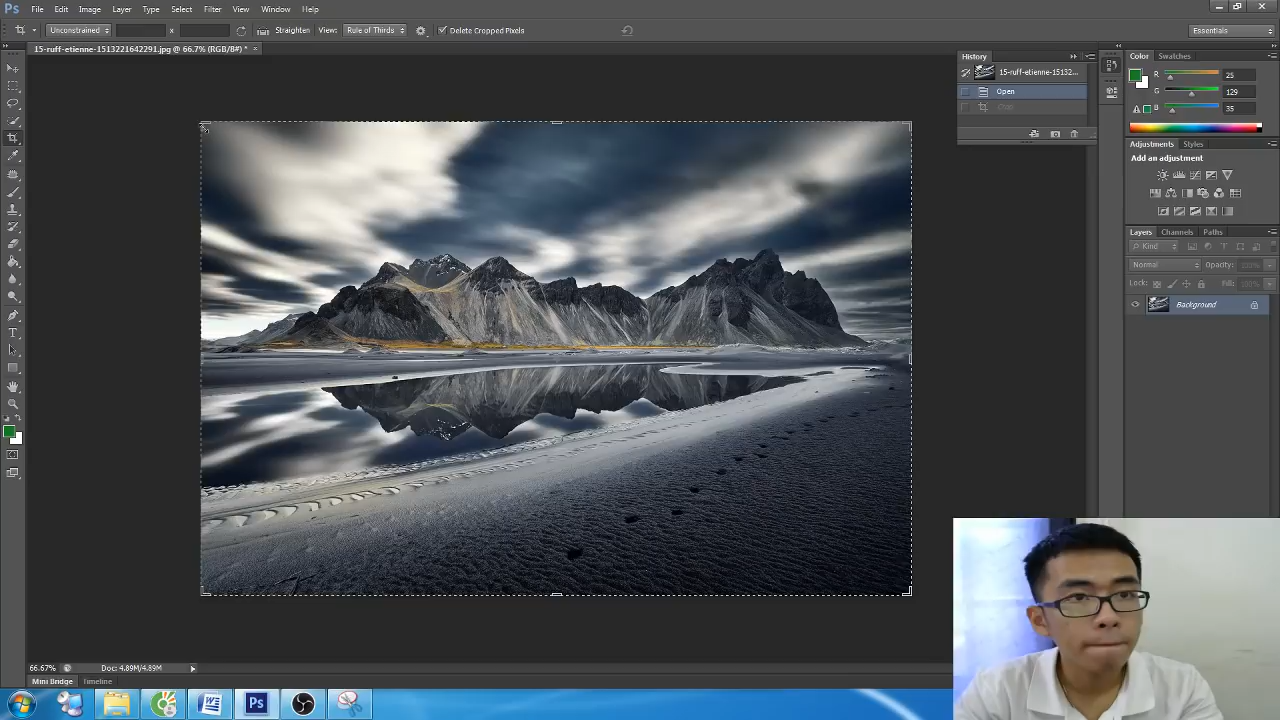 Ps File Edit Image Layer Type Select Filter View Window Help
Unconstrained x Straighten View: Rule of Thirds Delete Cropped Pixels Essentials
15-ruff-etienne-1513221642291.jpg @ 66.7% (RGB/8#) * ×
History
15-ruff-etienne-15132...
Open
Color Swatches
R 25
G 129
B 35
Adjustments Styles
Add an adjustment
Layers Channels Paths
Kind
Normal Opacity:
Lock: Fill:
Background
66.67% Doc: 4.89M/4.89M
Mini Bridge Timeline
Ps